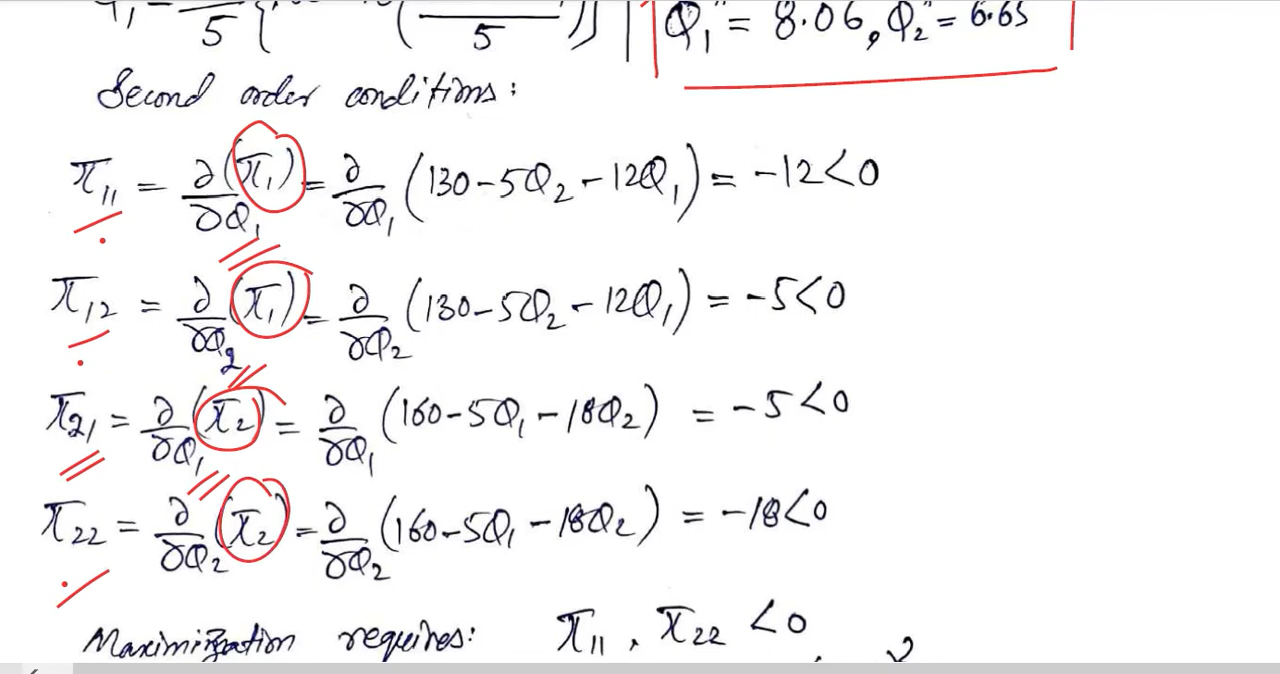 5 { ( 5 )} Q₁" = 8.06, Q₂" = 6.65
Second order conditions:
π₁₁ = ∂/∂Q₁ (π₁) = ∂/∂Q₁ (130-5Q₂-12Q₁) = -12<0
π₁₂ = ∂/∂Q₂ (π₁) = ∂/∂Q₂ (130-5Q₂-12Q₁) = -5<0
π₂₁ = ∂/∂Q₁ (π₂) = ∂/∂Q₁ (160-5Q₁-18Q₂) = -5<0
π₂₂ = ∂/∂Q₂ (π₂) = ∂/∂Q₂ (160-5Q₁-18Q₂) = -18<0
Maximization requires: π₁₁, π₂₂ <0